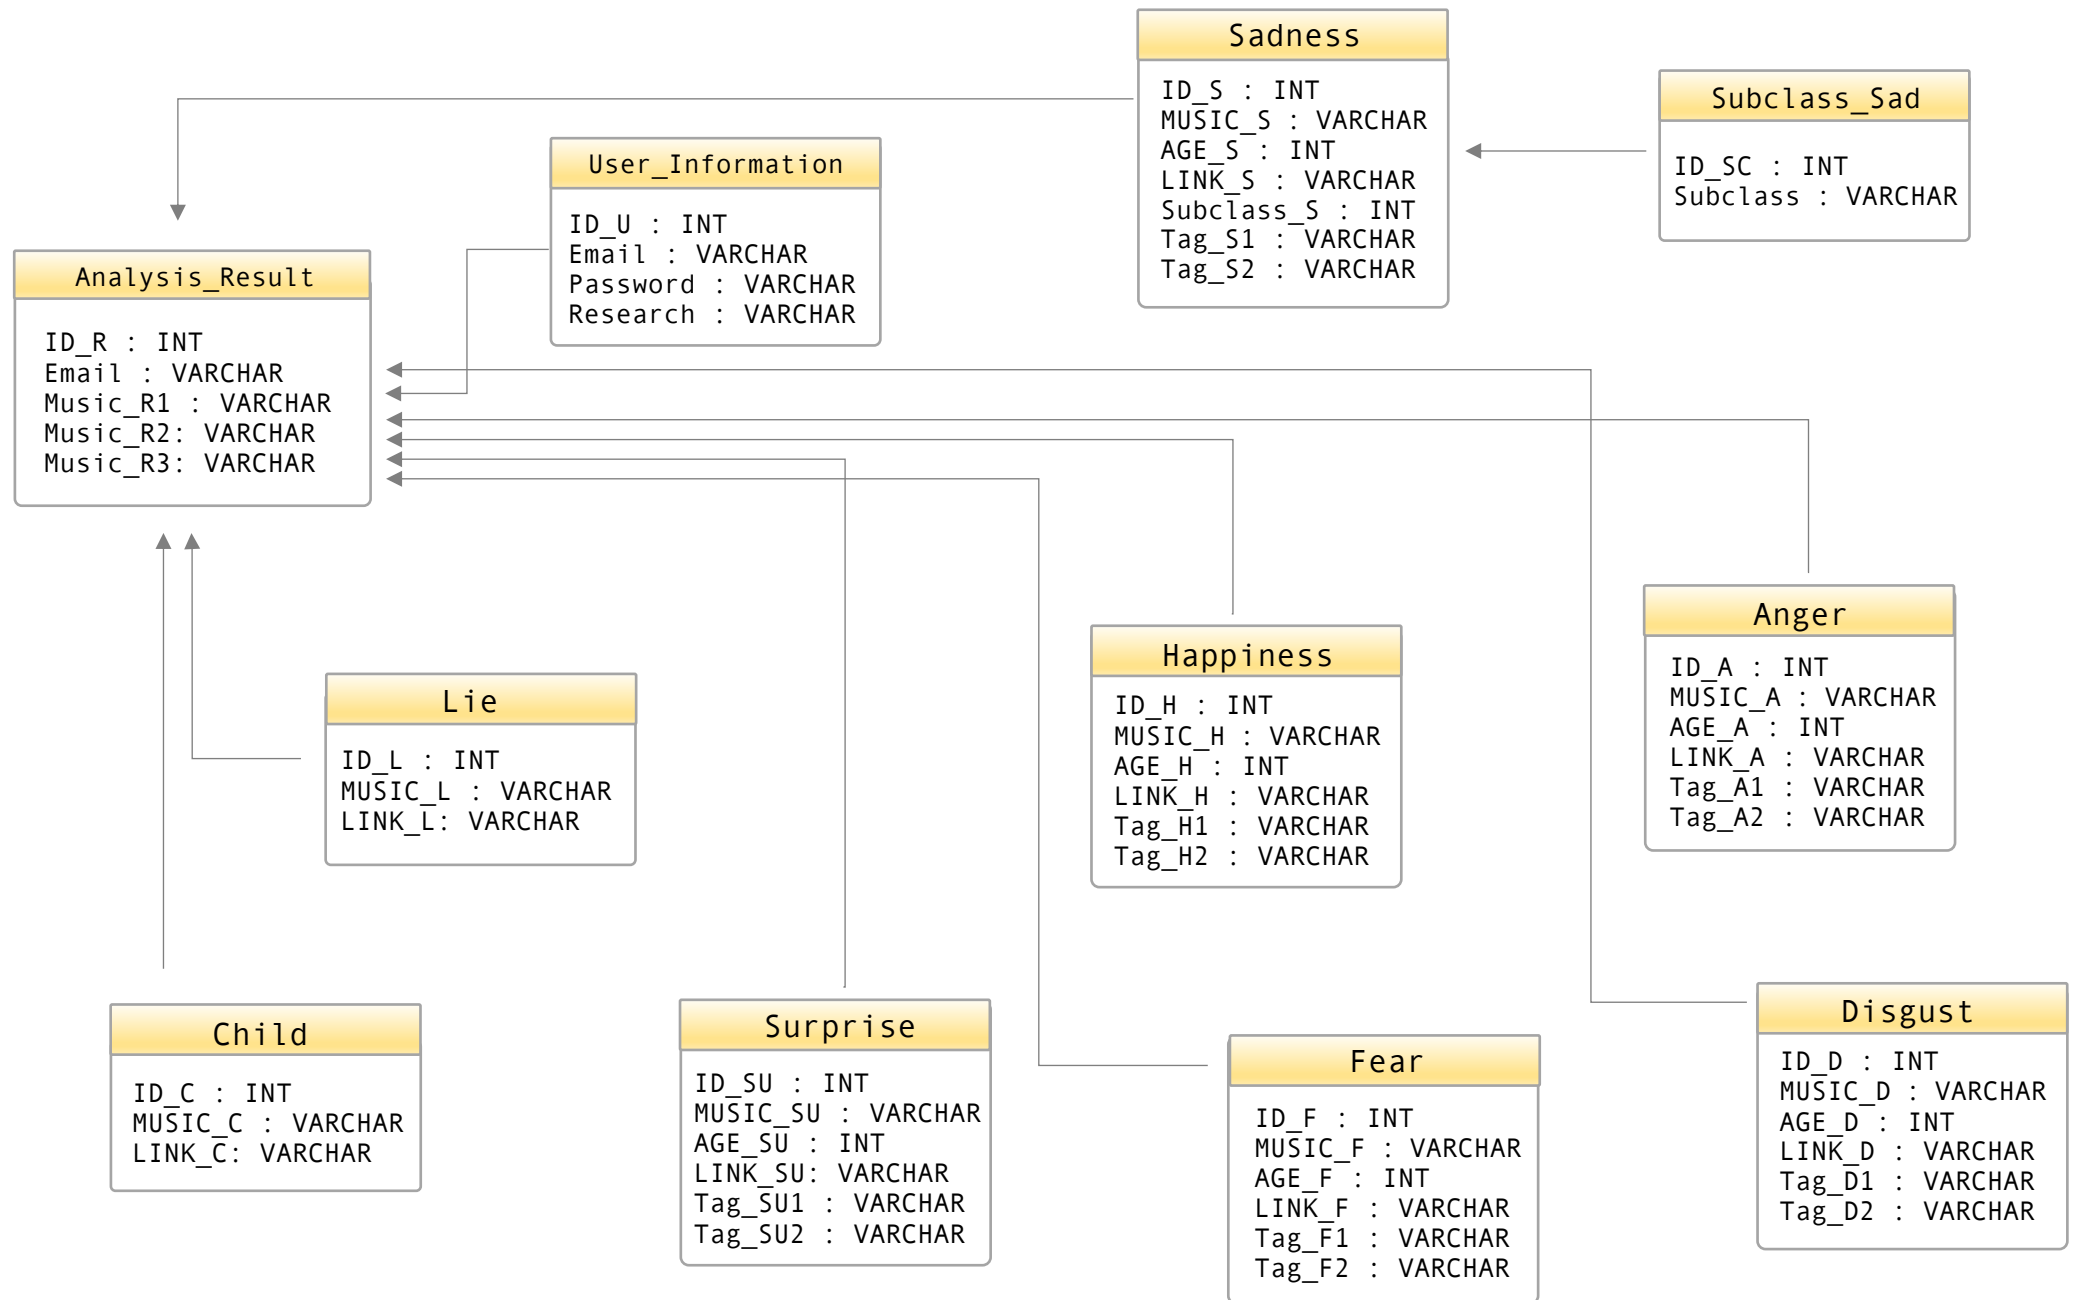 Sadness
ID_S : INT
MUSIC_S : VARCHAR
AGE_S : INT
LINK_S : VARCHAR
Subclass_S : INT
Tag_S1 : VARCHAR
Tag_S2 : VARCHAR
Subclass_Sad
ID_SC : INT
Subclass : VARCHAR
User_Information
ID_U : INT
Email : VARCHAR
Password : VARCHAR
Research : VARCHAR
Analysis_Result
ID_R : INT
Email : VARCHAR
Music_R1 : VARCHAR
Music_R2: VARCHAR
Music_R3: VARCHAR
Anger
ID_A : INT
MUSIC_A : VARCHAR
AGE_A : INT
LINK_A : VARCHAR
Tag_A1 : VARCHAR
Tag_A2 : VARCHAR
Happiness
ID_H : INT
MUSIC_H : VARCHAR
AGE_H : INT
LINK_H : VARCHAR
Tag_H1 : VARCHAR
Tag_H2 : VARCHAR
Lie
ID_L : INT
MUSIC_L : VARCHAR
LINK_L: VARCHAR
Child
ID_C : INT
MUSIC_C : VARCHAR
LINK_C: VARCHAR
Surprise
ID_SU : INT
MUSIC_SU : VARCHAR
AGE_SU : INT
LINK_SU: VARCHAR
Tag_SU1 : VARCHAR
Tag_SU2 : VARCHAR
Fear
ID_F : INT
MUSIC_F : VARCHAR
AGE_F : INT
LINK_F : VARCHAR
Tag_F1 : VARCHAR
Tag_F2 : VARCHAR
Disgust
ID_D : INT
MUSIC_D : VARCHAR
AGE_D : INT
LINK_D : VARCHAR
Tag_D1 : VARCHAR
Tag_D2 : VARCHAR